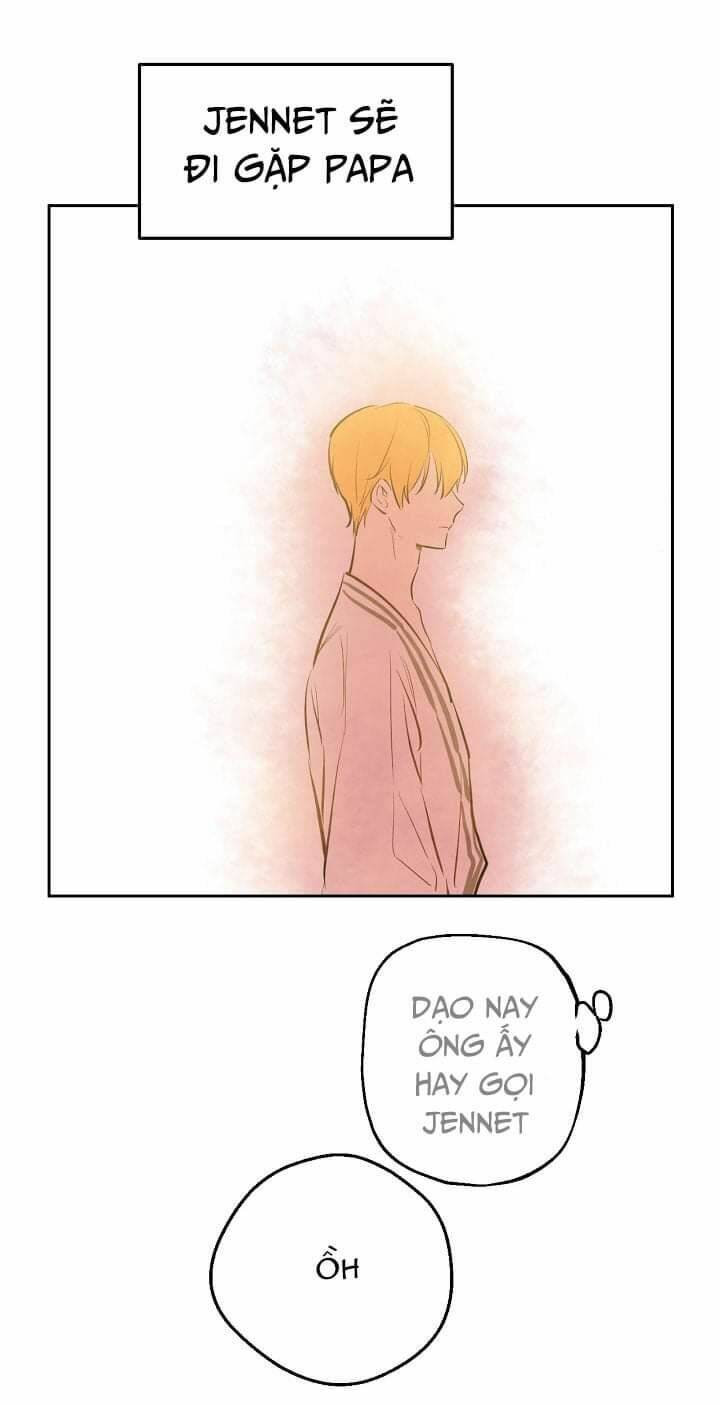 JENNET SẼ
ĐI GẶP PAPA
DẠO NAY
ÔNG ẤY
HAY GỌI
JENNET
ỒH